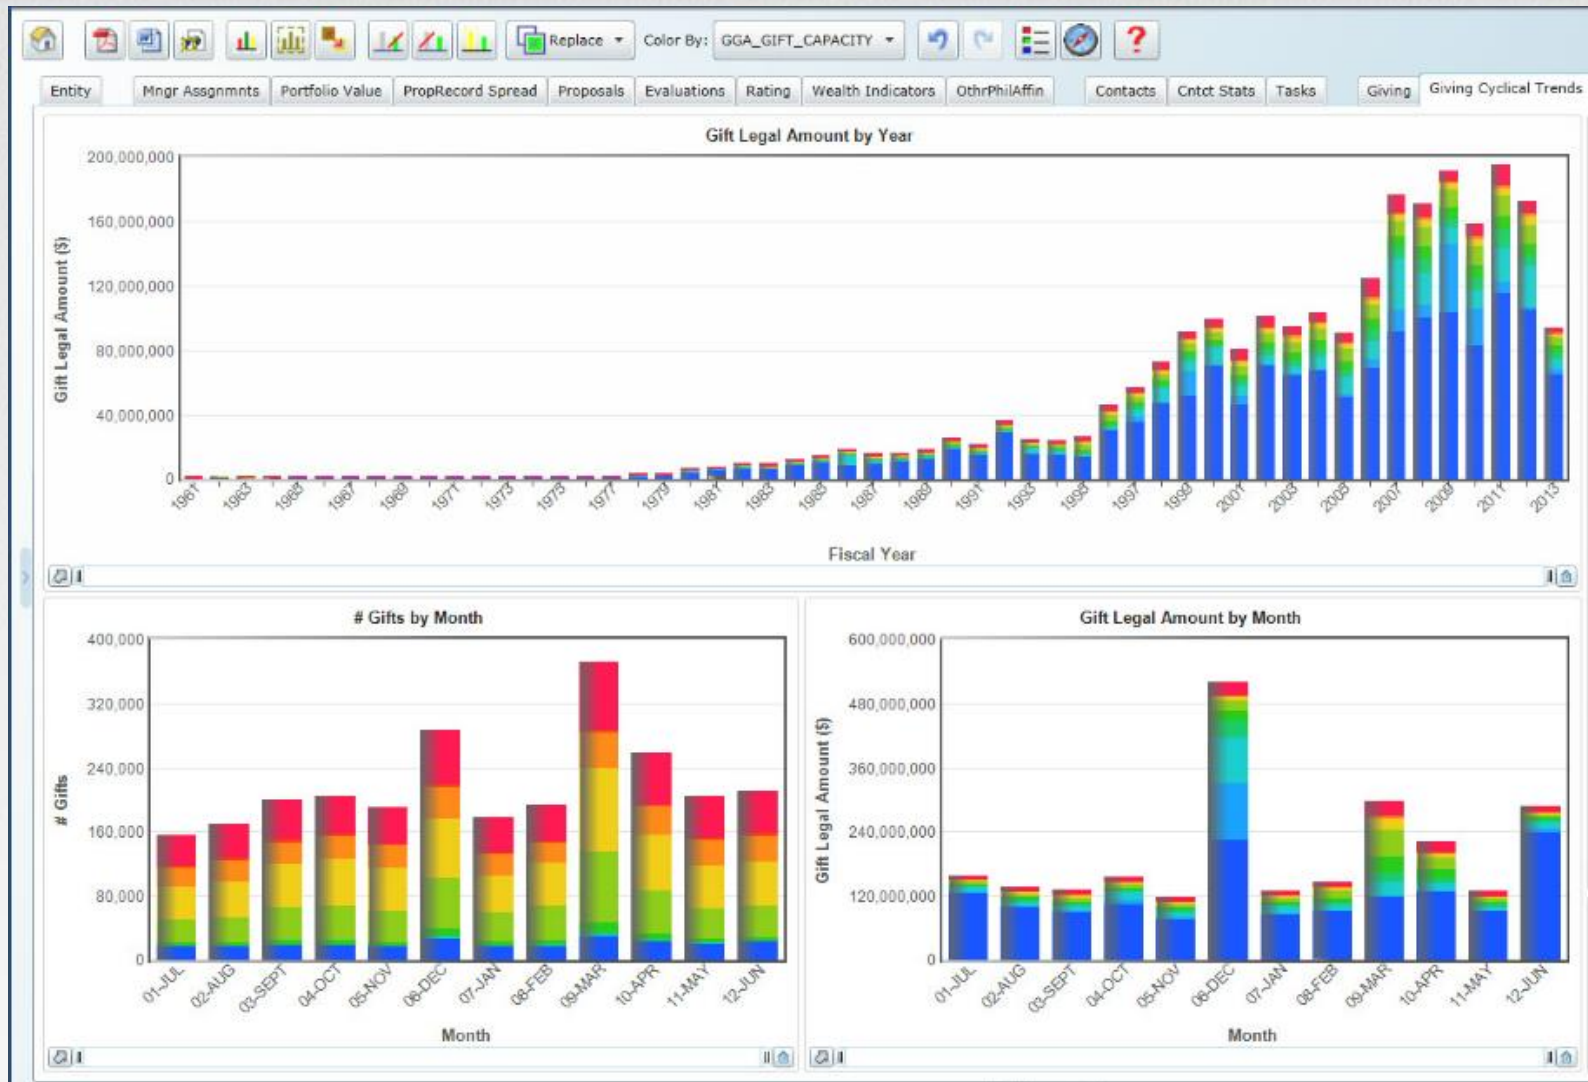 Replace
Color By: GGA_GIFT_CAPACITY
?
Entity Mngr Assgnmnts Portfolio Value PropRecord Spread Proposals Evaluations Rating Wealth Indicators OthrPhilAffin Contacts Cntct Stats Tasks Giving Giving Cyclical Trends
Gift Legal Amount by Year
Gift Legal Amount ($)
200,000,000
160,000,000
120,000,000
80,000,000
40,000,000
0
1961 1963 1965 1967 1969 1971 1973 1975 1977 1979 1981 1983 1985 1987 1989 1991 1993 1995 1997 1999 2001 2003 2005 2007 2009 2011 2013
Fiscal Year
# Gifts by Month
# Gifts
400,000
320,000
240,000
160,000
80,000
0
01-JUL 02-AUG 03-SEPT 04-OCT 05-NOV 06-DEC 07-JAN 08-FEB 09-MAR 10-APR 11-MAY 12-JUN
Month
Gift Legal Amount by Month
Gift Legal Amount ($)
600,000,000
480,000,000
360,000,000
240,000,000
120,000,000
0
01-JUL 02-AUG 03-SEPT 04-OCT 05-NOV 06-DEC 07-JAN 08-FEB 09-MAR 10-APR 11-MAY 12-JUN
Month